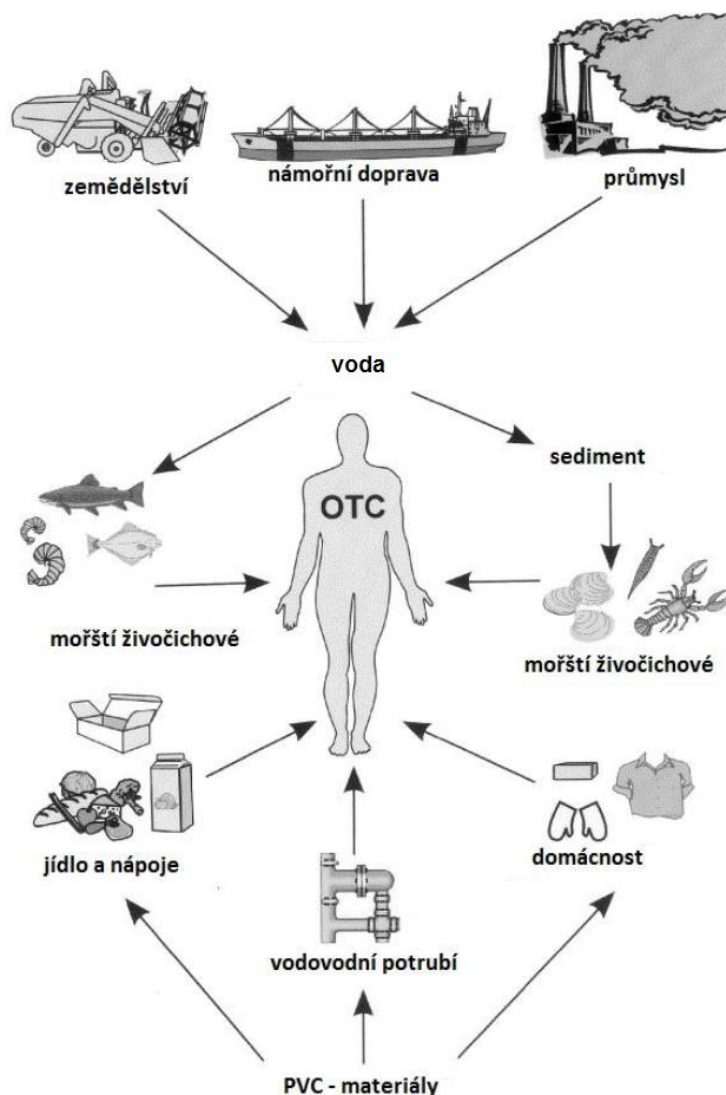 zemědělství
námořní doprava
průmysl
voda
sediment
OTC
mořští živočichové
mořští živočichové
jídlo a nápoje
domácnost
vodovodní potrubí
PVC - materiály